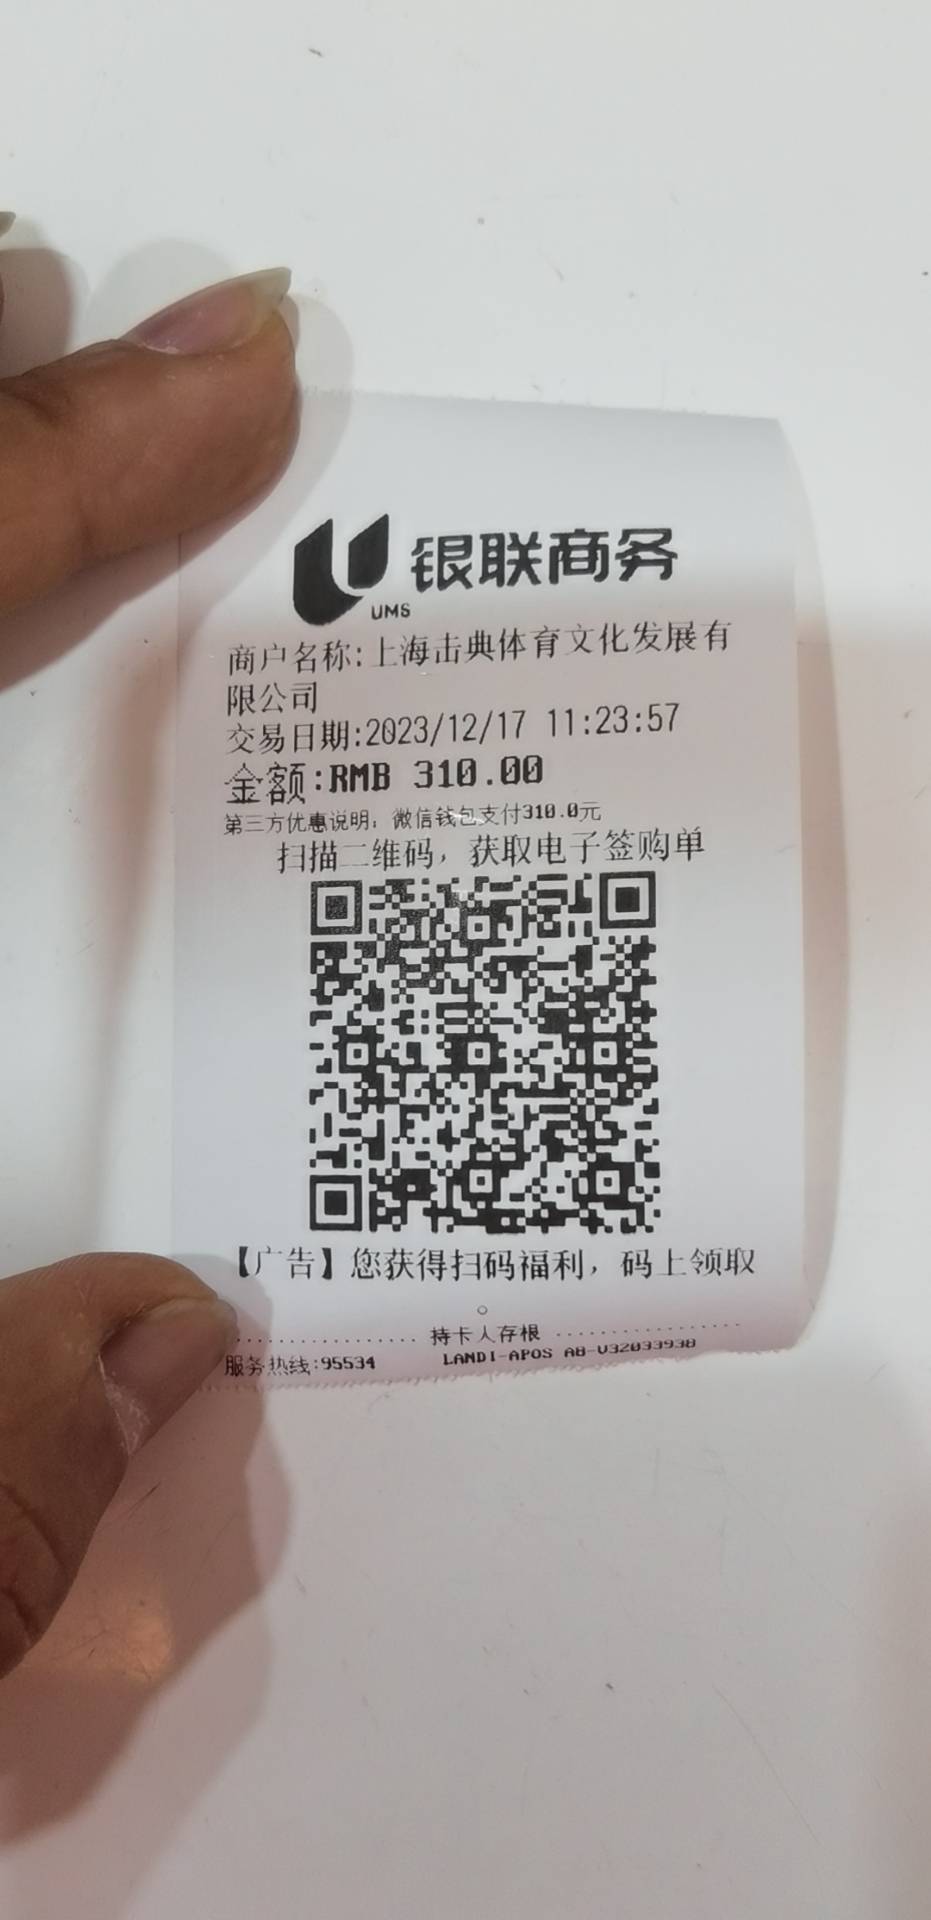 银联商务
UMS
商户名称:上海击典体育文化发展有
限公司
交易日期:2023/12/17 11:23:57
金额:RMB 310.00
第三方优惠说明: 微信钱包支付310.0元
扫描二维码，获取电子签购单
【广告】您获得扫码福利，码上领取
。
持卡人存根
服务热线:95534 LANDI-APOS A8-V32033938